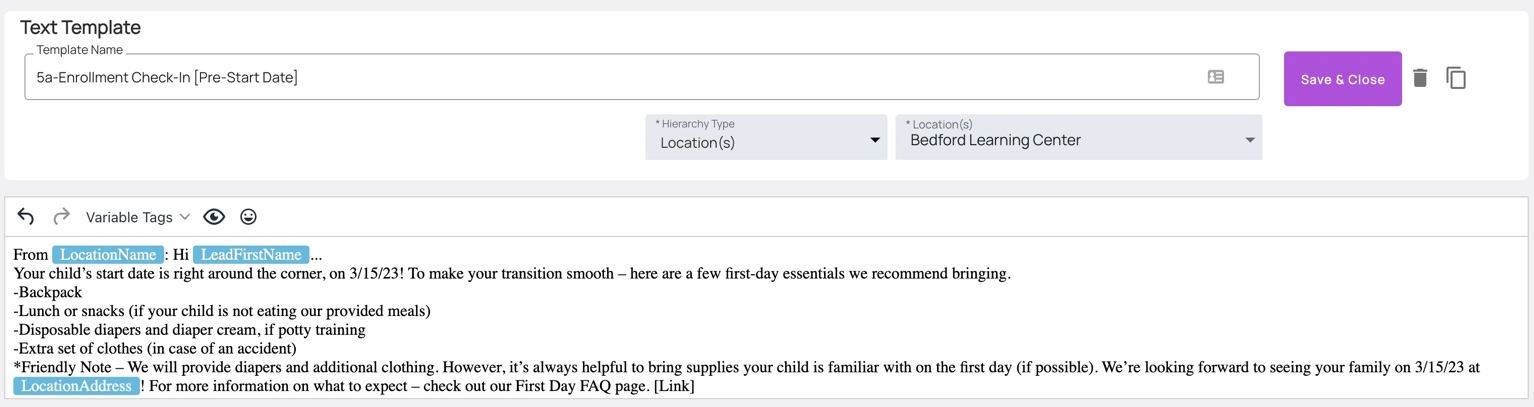 Text Template
Template Name
5a-Enrollment Check-In [Pre-Start Date]
Save & Close
* Hierarchy Type
Location(s)
* Location(s)
Bedford Learning Center
Variable Tags
From LocationName : Hi LeadFirstName ...
Your child’s start date is right around the corner, on 3/15/23! To make your transition smooth – here are a few first-day essentials we recommend bringing.
-Backpack
-Lunch or snacks (if your child is not eating our provided meals)
-Disposable diapers and diaper cream, if potty training
-Extra set of clothes (in case of an accident)
*Friendly Note – We will provide diapers and additional clothing. However, it’s always helpful to bring supplies your child is familiar with on the first day (if possible). We’re looking forward to seeing your family on 3/15/23 at
LocationAddress ! For more information on what to expect – check out our First Day FAQ page. [Link]